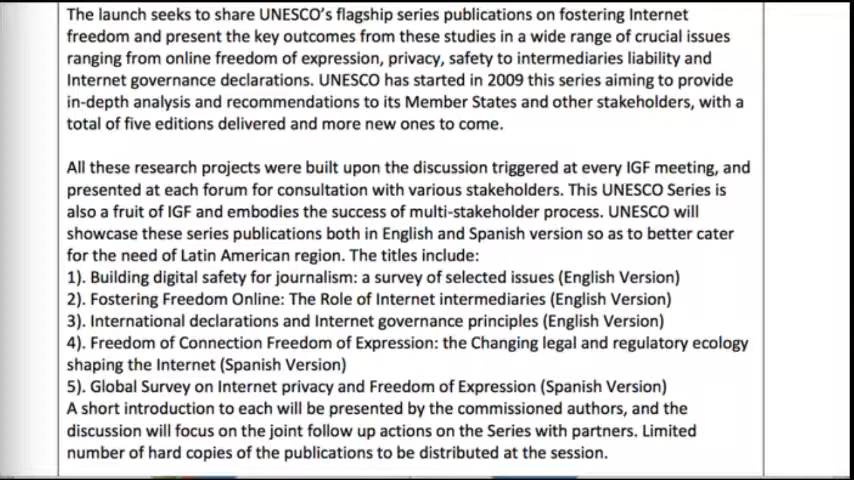 The launch seeks to share UNESCO's flagship series publications on fostering Internet
freedom and present the key outcomes from these studies in a wide range of crucial issues
ranging from online freedom of expression, privacy, safety to intermediaries liability and
Internet governance declarations. UNESCO has started in 2009 this series aiming to provide
in-depth analysis and recommendations to its Member States and other stakeholders, with a
total of five editions delivered and more new ones to come.
All these research projects were built upon the discussion triggered at every IGF meeting, and
presented at each forum for consultation with various stakeholders. This UNESCO Series is
also a fruit of IGF and embodies the success of multi-stakeholder process. UNESCO will
showcase these series publications both in English and Spanish version so as to better cater
for the need of Latin American region. The titles include:
1). Building digital safety for journalism: a survey of selected issues (English Version)
2). Fostering Freedom Online: The Role of Internet intermediaries (English Version)
3). International declarations and Internet governance principles (English Version)
4). Freedom of Connection Freedom of Expression: the Changing legal and regulatory ecology
shaping the Internet (Spanish Version)
5). Global Survey on Internet privacy and Freedom of Expression (Spanish Version)
A short introduction to each will be presented by the commissioned authors, and the
discussion will focus on the joint follow up actions on the Series with partners. Limited
number of hard copies of the publications to be distributed at the session.